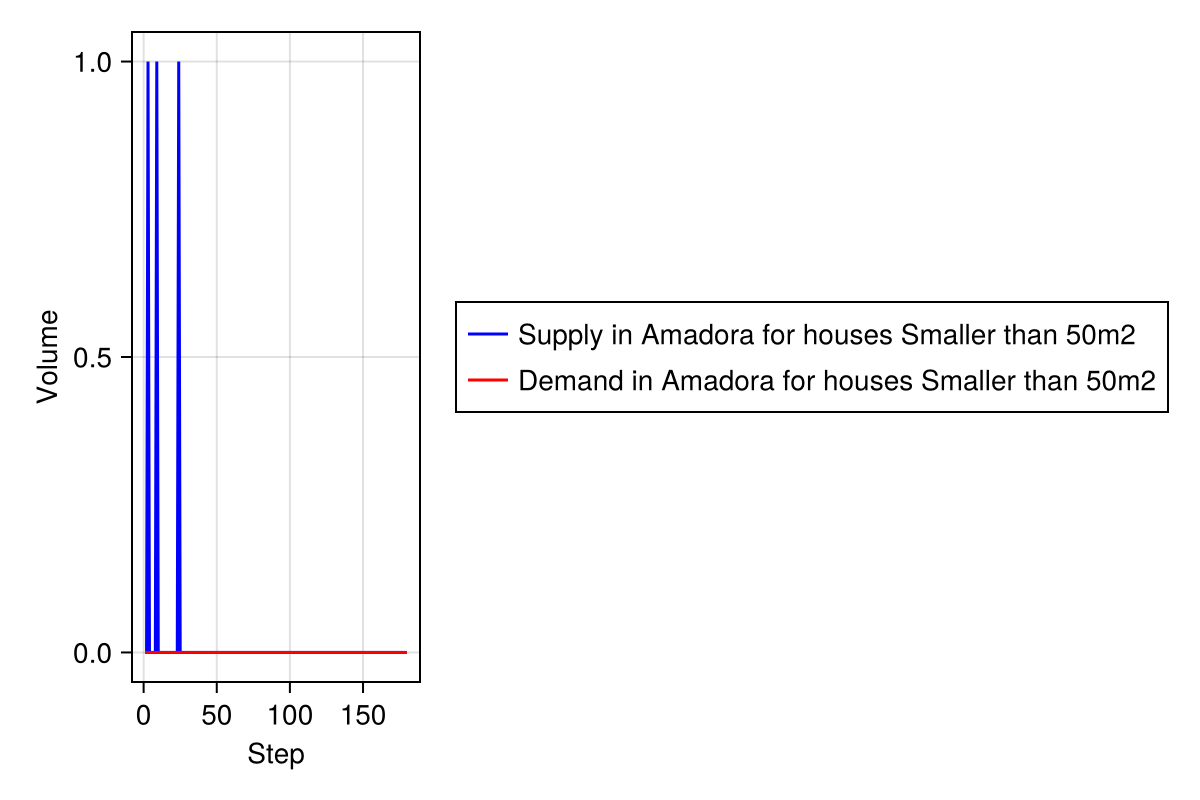 1.0
0.5
0.0
Volume
0 50 100 150
Step
Supply in Amadora for houses Smaller than 50m2
Demand in Amadora for houses Smaller than 50m2